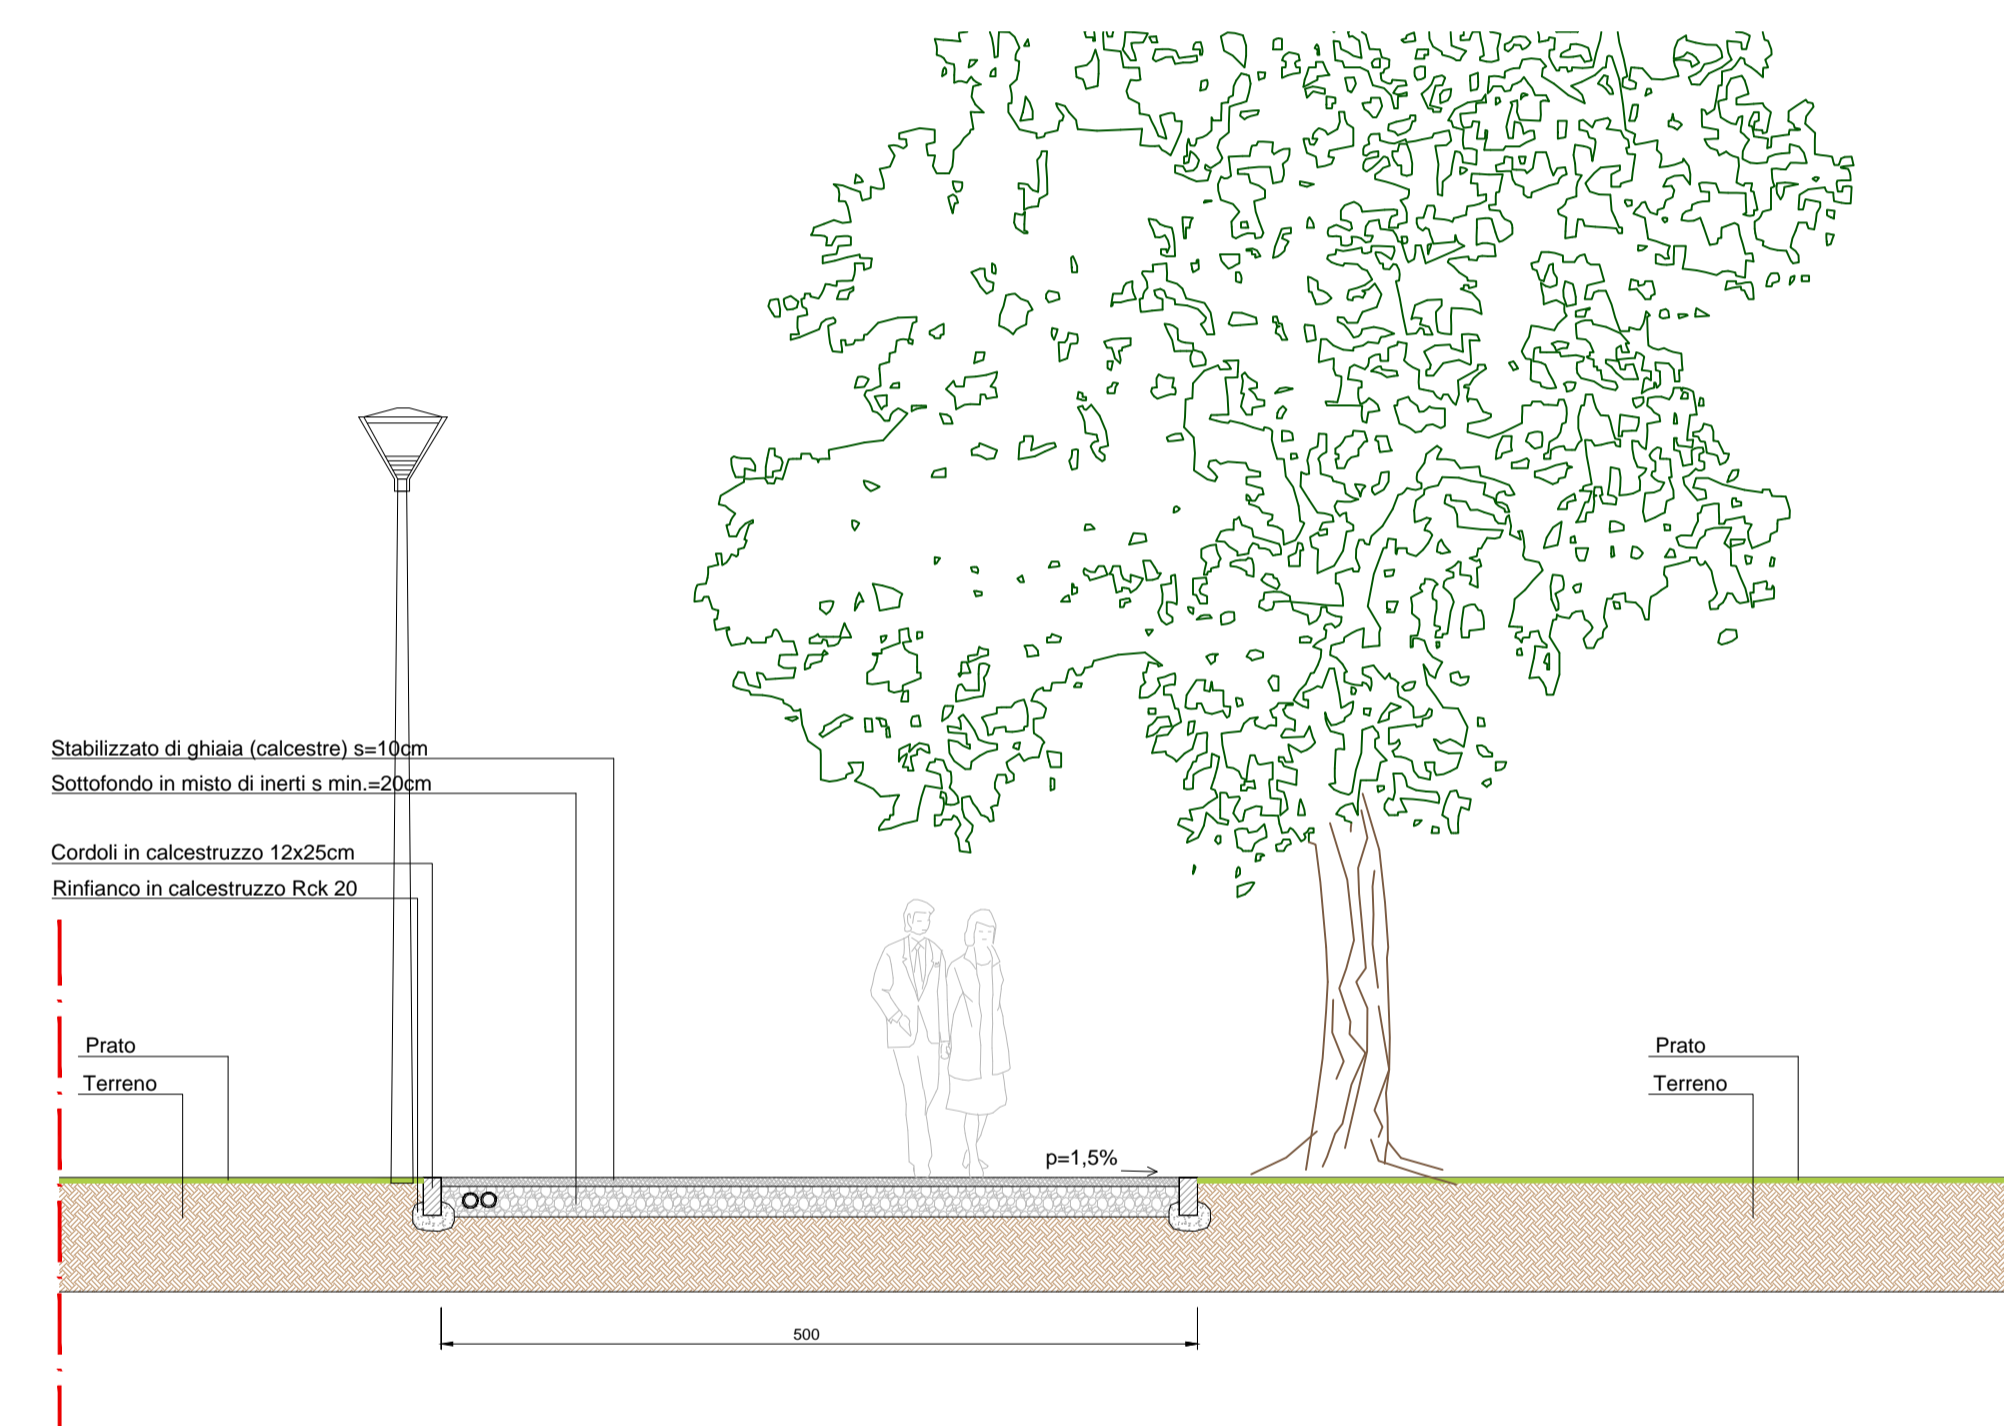 Stabilizzato di ghiaia (calcestre) s=10cm
Sottofondo in misto di inerti s min.=20cm
Cordoli in calcestruzzo 12x25cm
Rinfianco in calcestruzzo Rck 20
Prato
Terreno
Prato
Terreno
p=1,5%
500